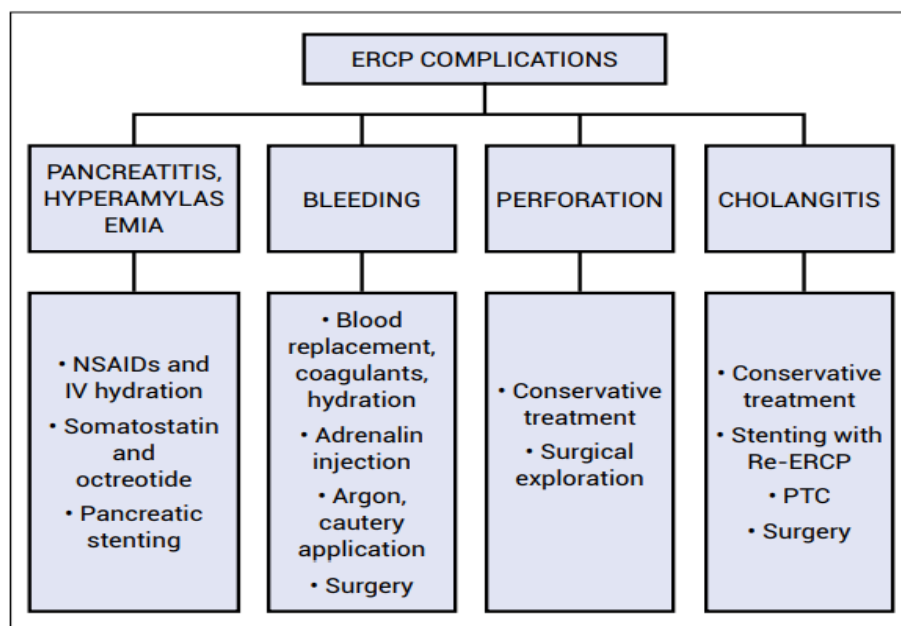 ERCP COMPLICATIONS
PANCREATITIS,
HYPERAMYLAS
EMIA
BLEEDING
PERFORATION
CHOLANGITIS
• NSAIDs and
IV hydration
• Somatostatin
and
octreotide
• Pancreatic
stenting
• Blood
replacement,
coagulants,
hydration
• Adrenalin
injection
• Argon,
cautery
application
• Surgery
• Conservative
treatment
• Surgical
exploration
• Conservative
treatment
• Stenting with
Re-ERCP
• PTC
• Surgery